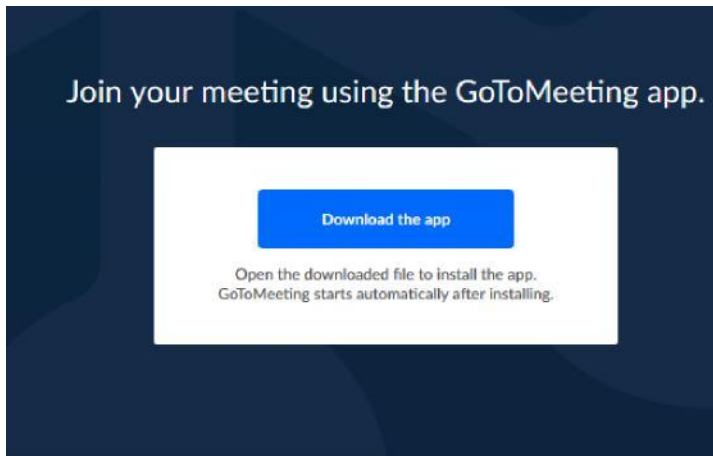 Join your meeting using the GoToMeeting app.
Download the app
Open the downloaded file to install the app.
GoToMeeting starts automatically after installing.